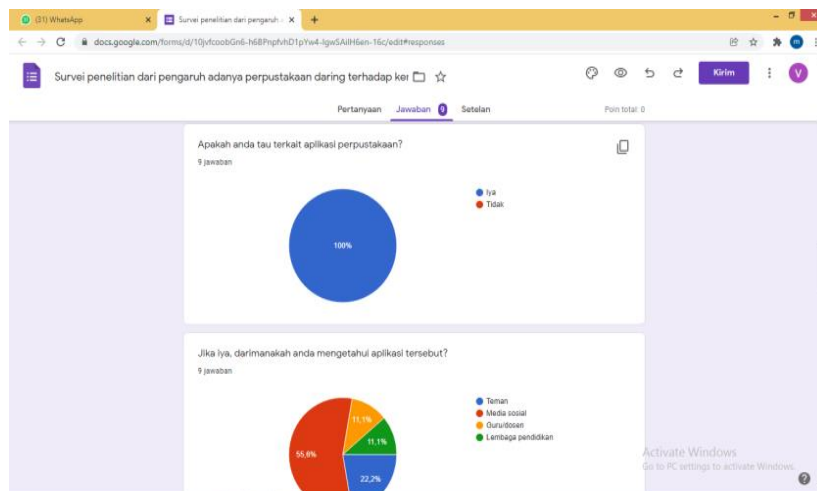 (31) WhatsApp
Survei penelitian dari pengaruh
docs.google.com/forms/d/10jvfcoobGn6-h6BPnpfvhD1pYw4-IgwSAilH6en-16c/edit#responses
Survei penelitian dari pengaruh adanya perpustakaan daring terhadap ke
Kirim
V
Pertanyaan Jawaban 9 Setelan
Poin total: 0
Apakah anda tau terkait aplikasi perpustakaan?
9 jawaban
Iya
Tidak
100%
Jika iya, darimanakah anda mengetahui aplikasi tersebut?
9 jawaban
Teman
Media sosial
Guru/dosen
Lembaga pendidikan
11,1%
11,1%
55,6%
22,2%
Activate Windows
Go to PC settings to activate Windows.